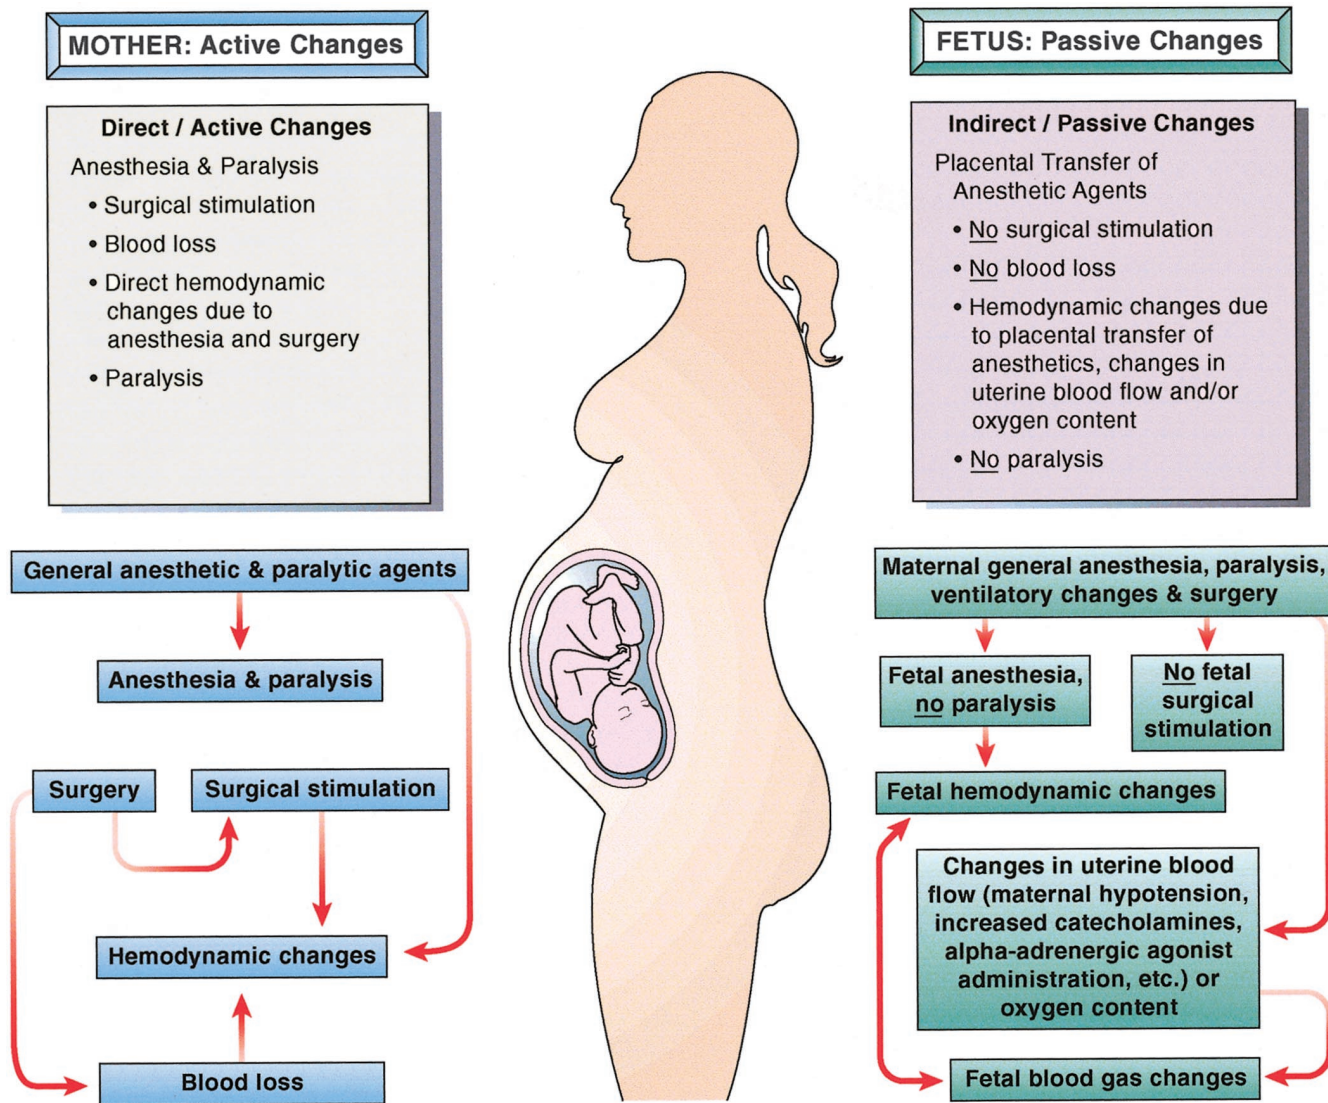 MOTHER: Active Changes
Direct / Active Changes
Anesthesia & Paralysis
• Surgical stimulation
• Blood loss
• Direct hemodynamic
changes due to
anesthesia and surgery
• Paralysis
General anesthetic & paralytic agents
Anesthesia & paralysis
Surgery
Surgical stimulation
Hemodynamic changes
Blood loss
FETUS: Passive Changes
Indirect / Passive Changes
Placental Transfer of
Anesthetic Agents
• No surgical stimulation
• No blood loss
• Hemodynamic changes due
to placental transfer of
anesthetics, changes in
uterine blood flow and/or
oxygen content
• No paralysis
Maternal general anesthesia, paralysis,
ventilatory changes & surgery
Fetal anesthesia,
no paralysis
No fetal
surgical
stimulation
Fetal hemodynamic changes
Changes in uterine blood
flow (maternal hypotension,
increased catecholamines,
alpha-adrenergic agonist
administration, etc.) or
oxygen content
Fetal blood gas changes